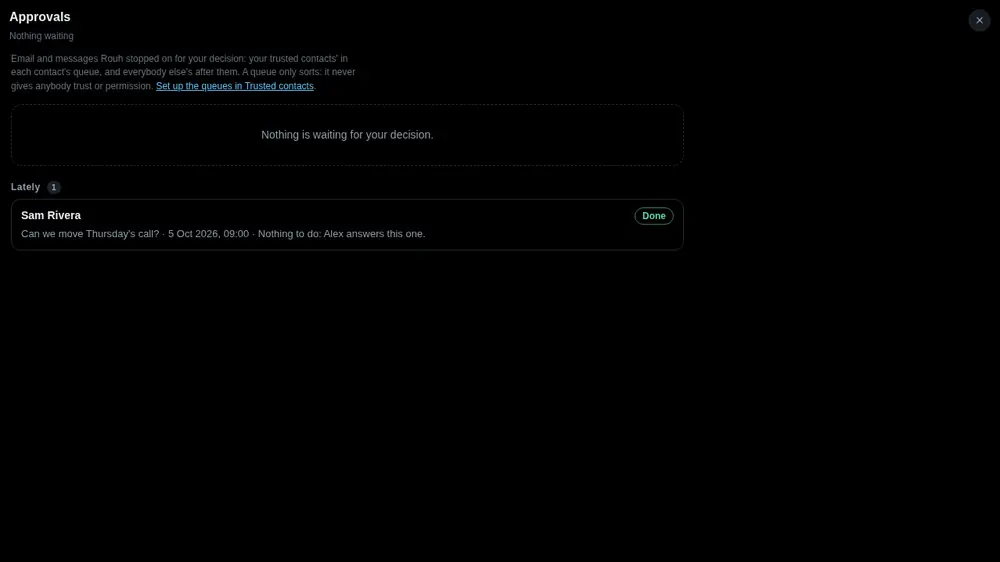 Approvals
Nothing waiting
Email and messages Rouh stopped on for your decision: your trusted contacts' in
each contact's queue, and everybody else's after them. A queue only sorts: it never
gives anybody trust or permission. Set up the queues in Trusted contacts.
Nothing is waiting for your decision.
Lately 1
Sam Rivera
Done
Can we move Thursday's call? · 5 Oct 2026, 09:00 · Nothing to do: Alex answers this one.